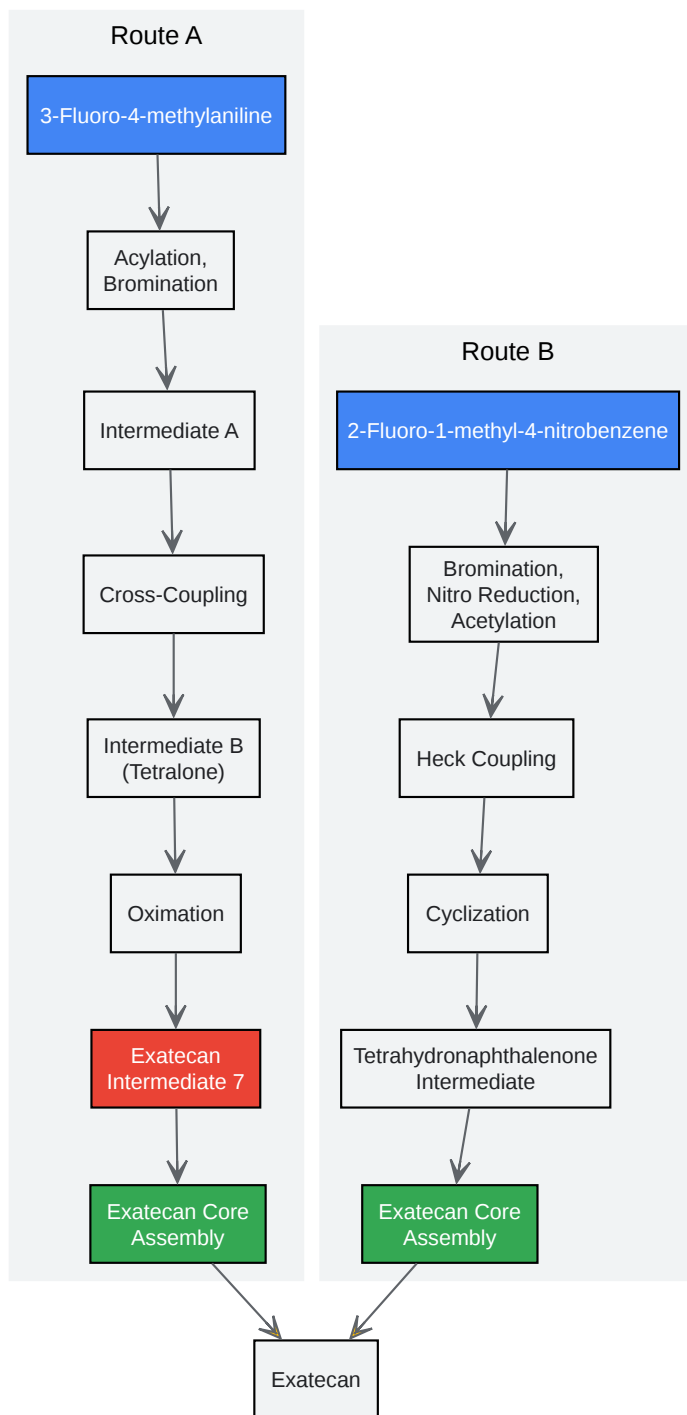 Route A
3-Fluoro-4-methylaniline
Acylation,
Bromination
Intermediate A
Cross-Coupling
Intermediate B
(Tetralone)
Oximation
Exatecan
Intermediate 7
Exatecan Core
Assembly
Route B
2-Fluoro-1-methyl-4-nitrobenzene
Bromination,
Nitro Reduction,
Acetylation
Heck Coupling
Cyclization
Tetrahydronaphthalenone
Intermediate
Exatecan Core
Assembly
Exatecan